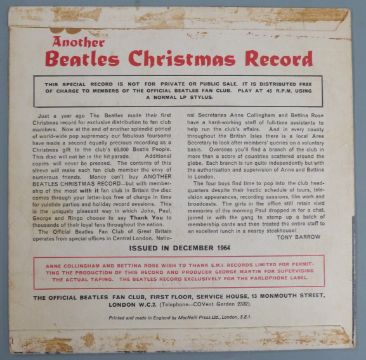 Another
Beatles Christmas Record
THIS SPECIAL RECORD IS NOT FOR PRIVATE OR PUBLIC SALE. IT IS DISTRIBUTED FREE
OF CHARGE TO MEMBERS OF THE OFFICIAL BEATLES FAN CLUB. PLAY AT 45 R.P.M. USING
A NORMAL LP STYLUS.
Just a year ago The Beatles made their first
Christmas record for exclusive distribution to fan club
members. Now at the end of another splendid period
of world-wide pop supremacy our fabulous foursome
have made a second equally precious recording as a
Christmas gift to the club's 65,000 Beatle People.
This disc will not be in the hit parade. Additional
copies will never be pressed. The contents of this
sleeve will make each fan club member the envy of
numerous friends. Money can't buy ANOTHER
BEATLES CHRISTMAS RECORD—but with member-
ship of the most with it fan club in Britain the disc
comes through your letter-box free of charge in time
for yuletide parties and holiday record sessions. This
is the uniquely pleasant way in which John, Paul,
George and Ringo choose to say Thank You to
thousands of their loyal fans throughout the nation.
The Official Beatles Fan Club of Great Britain
operates from special offices in Central London. Natio-
nal Secretaries Anne Collingham and Bettina Rose
have a hard-working staff of full-time assistants to
help run the club's affairs. And in every county
throughout the British Isles there is a local Area
Secretary to look after members' queries on a voluntary
basis. Overseas you'll find a branch of the club in
more than a score of countries scattered around the
globe. Each branch is run quite independently but with
the authorisation and supervision of Anne and Bettina
in London.
The four boys find time to pop into the club head-
quarters despite their hectic schedule of tours, tele-
vision appearances, recording sessions, film work and
broadcasts. The girls in the office still retain vivid
memories of the morning Paul dropped in for a chat,
joined in with the gang to stamp up a batch of
membership cards and then treated the entire staff to
an excellent lunch in a nearby steakhouse!
TONY BARROW
ISSUED IN DECEMBER 1964
ANNE COLLINGHAM AND BETTINA ROSE WISH TO THANK E.M.I. RECORDS LIMITED FOR PERMIT-
TING THE PRODUCTION OF THIS RECORD AND PRODUCER GEORGE MARTIN FOR SUPERVISING
THE ACTUAL TAPING. THE BEATLES RECORD EXCLUSIVELY FOR THE PARLOPHONE LABEL.
THE OFFICIAL BEATLES FAN CLUB, FIRST FLOOR, SERVICE HOUSE, 13 MONMOUTH STREET,
LONDON W.C.2. (Telephone—COVent Garden 2332).
Printed and made in England by MacNeill Press Ltd., London, S.E.1.